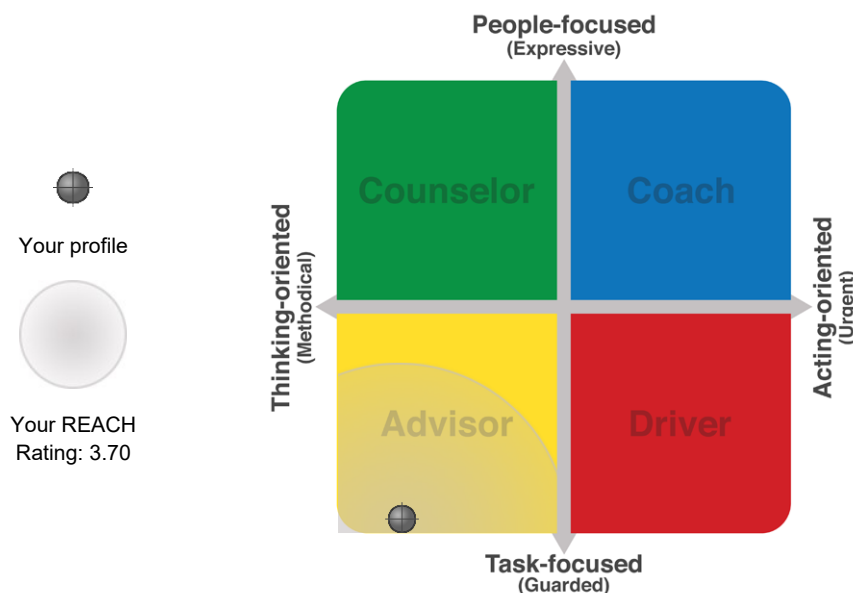 People-focused
(Expressive)
Counselor
Coach
Your profile
Thinking-oriented
(Methodical)
Acting-oriented
(Urgent)
Your REACH
Rating: 3.70
Advisor
Driver
Task-focused
(Guarded)